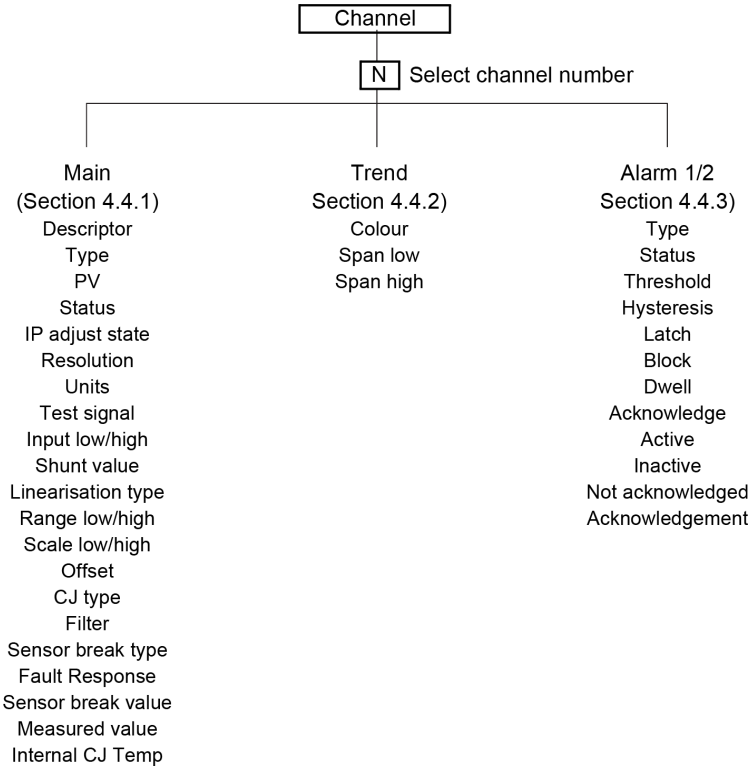 Channel
N Select channel number
Main
(Section 4.4.1)
Descriptor
Type
PV
Status
IP adjust state
Resolution
Units
Test signal
Input low/high
Shunt value
Linearisation type
Range low/high
Scale low/high
Offset
CJ type
Filter
Sensor break type
Fault Response
Sensor break value
Measured value
Internal CJ Temp
Trend
Section 4.4.2)
Colour
Span low
Span high
Alarm 1/2
Section 4.4.3)
Type
Status
Threshold
Hysteresis
Latch
Block
Dwell
Acknowledge
Active
Inactive
Not acknowledged
Acknowledgement